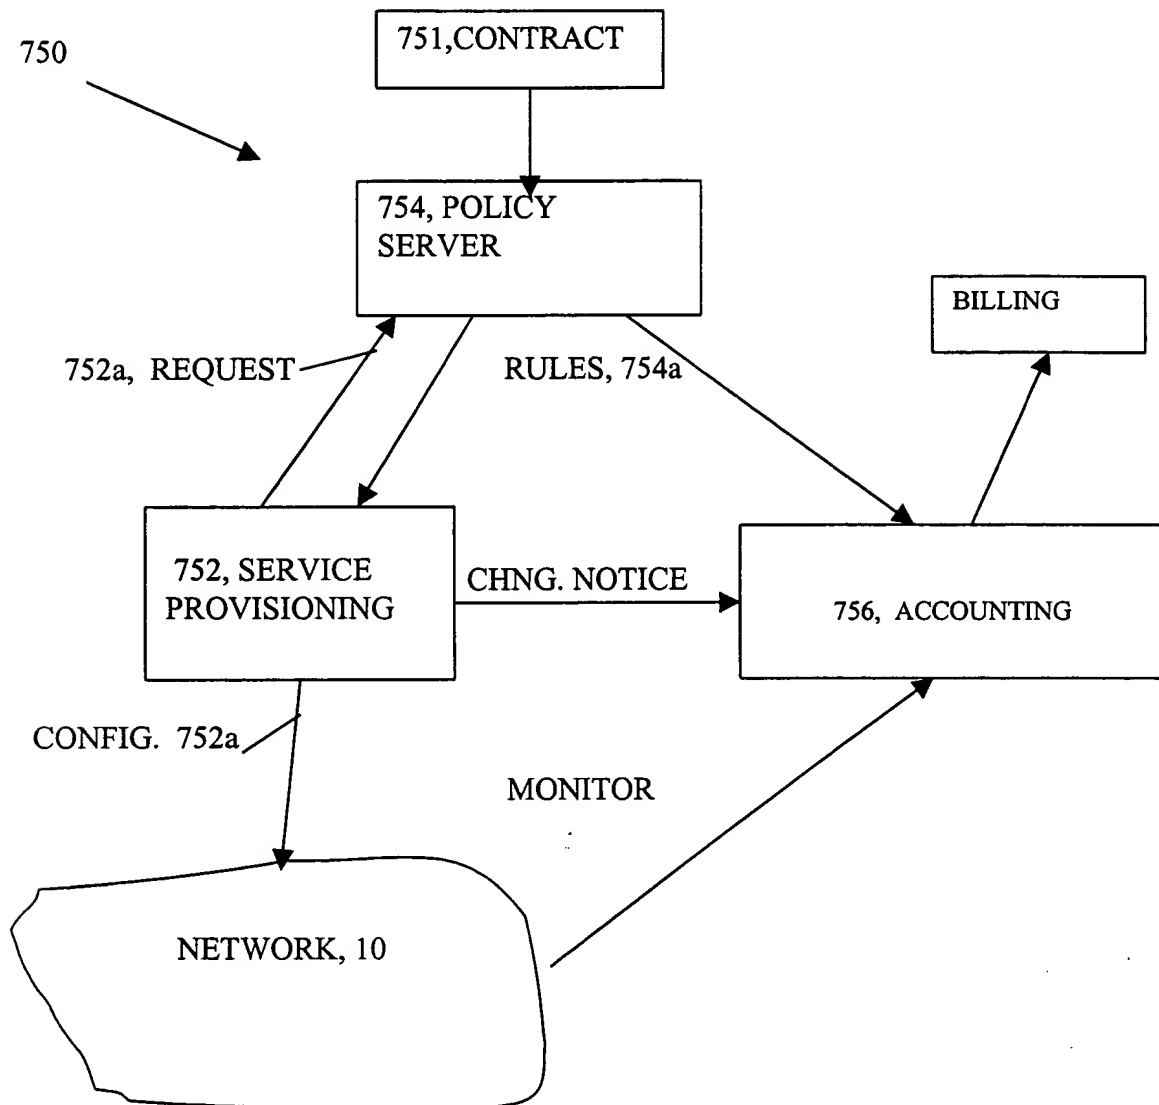 750
751,CONTRACT
754, POLICY
SERVER
BILLING
752a, REQUEST
RULES, 754a
752, SERVICE
PROVISIONING
CHNG. NOTICE
756, ACCOUNTING
CONFIG. 752a
MONITOR
NETWORK, 10